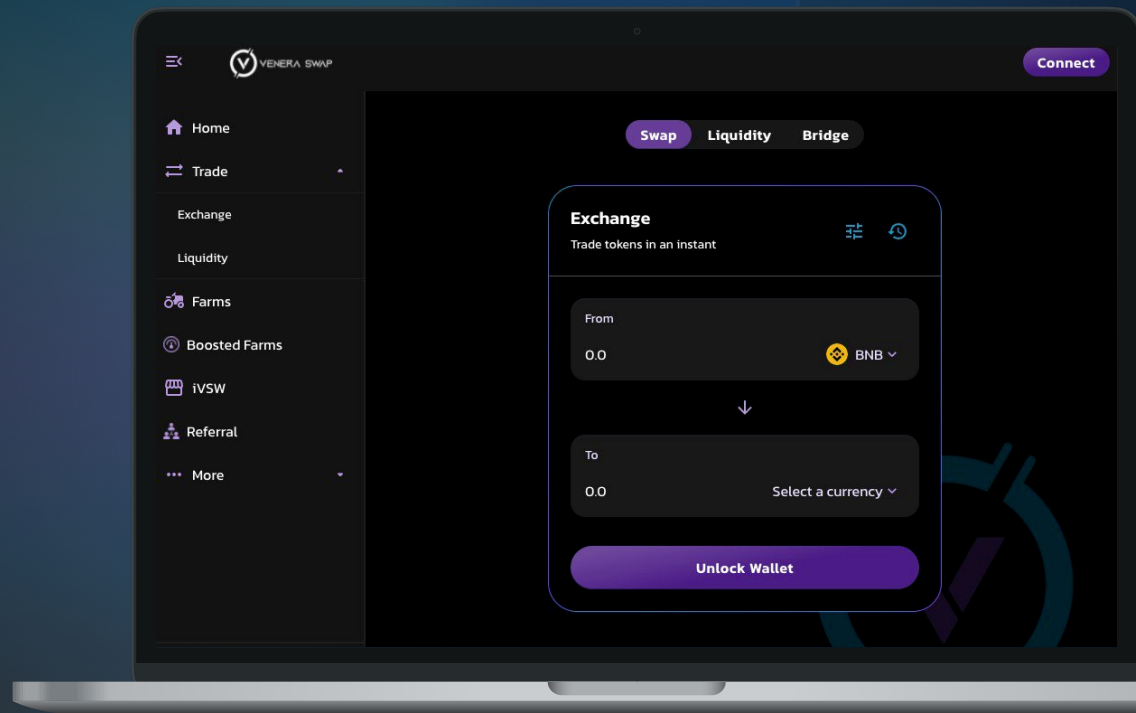 VENERA SWAP
Connect
Home
Trade
Exchange
Liquidity
Farms
Boosted Farms
iVSW
Referral
More
Swap Liquidity Bridge
Exchange
Trade tokens in an instant
From
0.0 BNB
To
0.0 Select a currency
Unlock Wallet